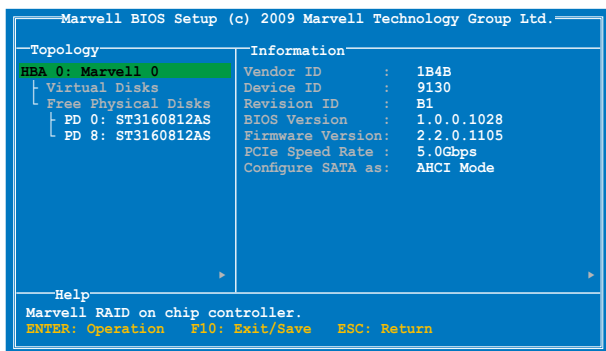 Marvell BIOS Setup (c) 2009 Marvell Technology Group Ltd.
Topology
HBA 0: Marvell 0
Virtual Disks
Free Physical Disks
PD 0: ST3160812AS
PD 8: ST3160812AS
Information
Vendor ID : 1B4B
Device ID : 9130
Revision ID : B1
BIOS Version : 1.0.0.1028
Firmware Version: 2.2.0.1105
PCIe Speed Rate : 5.0Gbps
Configure SATA as: AHCI Mode
Help
Marvell RAID on chip controller.
ENTER: Operation F10: Exit/Save ESC: Return